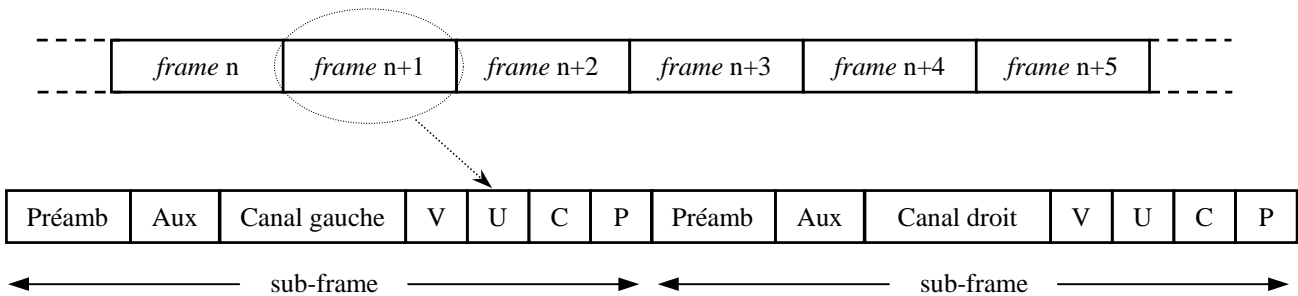 frame n frame n+1 frame n+2 frame n+3 frame n+4 frame n+5
Préamb Aux Canal gauche V U C P Préamb Aux Canal droit V U C P
sub-frame sub-frame